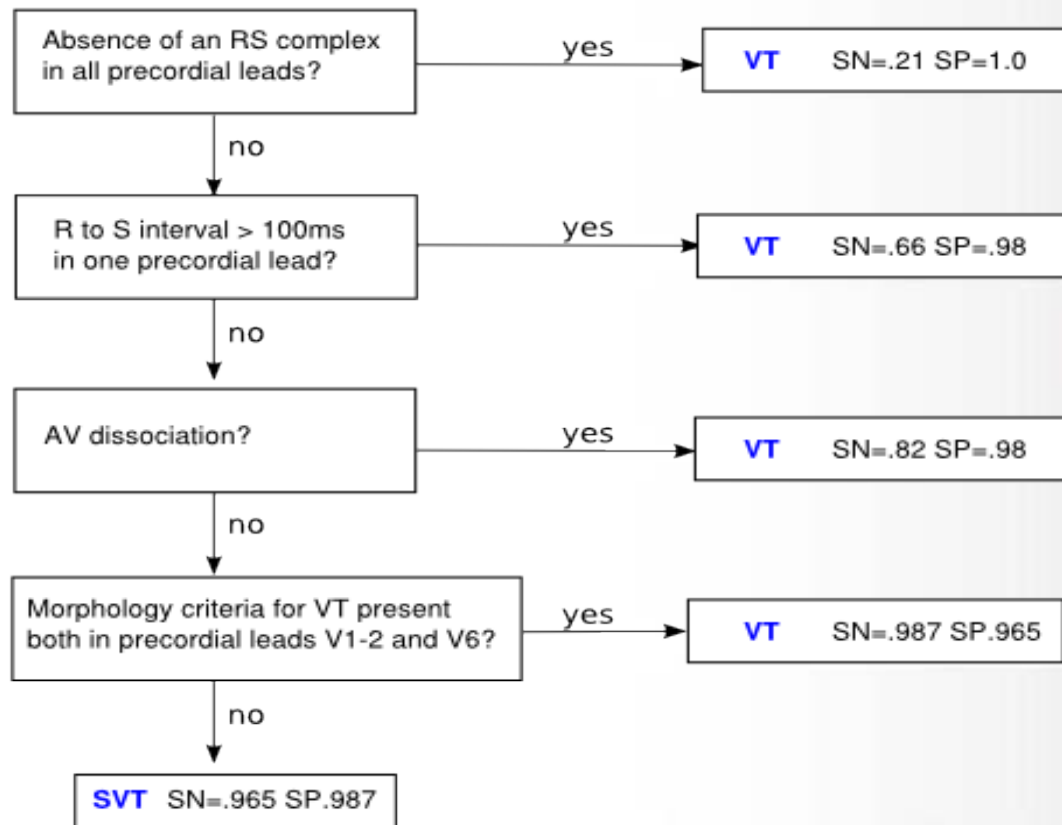 Absence of an RS complex
in all precordial leads?
yes
VT SN=.21 SP=1.0
no
R to S interval > 100ms
in one precordial lead?
yes
VT SN=.66 SP=.98
no
AV dissociation?
yes
VT SN=.82 SP=.98
no
Morphology criteria for VT present
both in precordial leads V1-2 and V6?
yes
VT SN=.987 SP.965
no
SVT SN=.965 SP.987